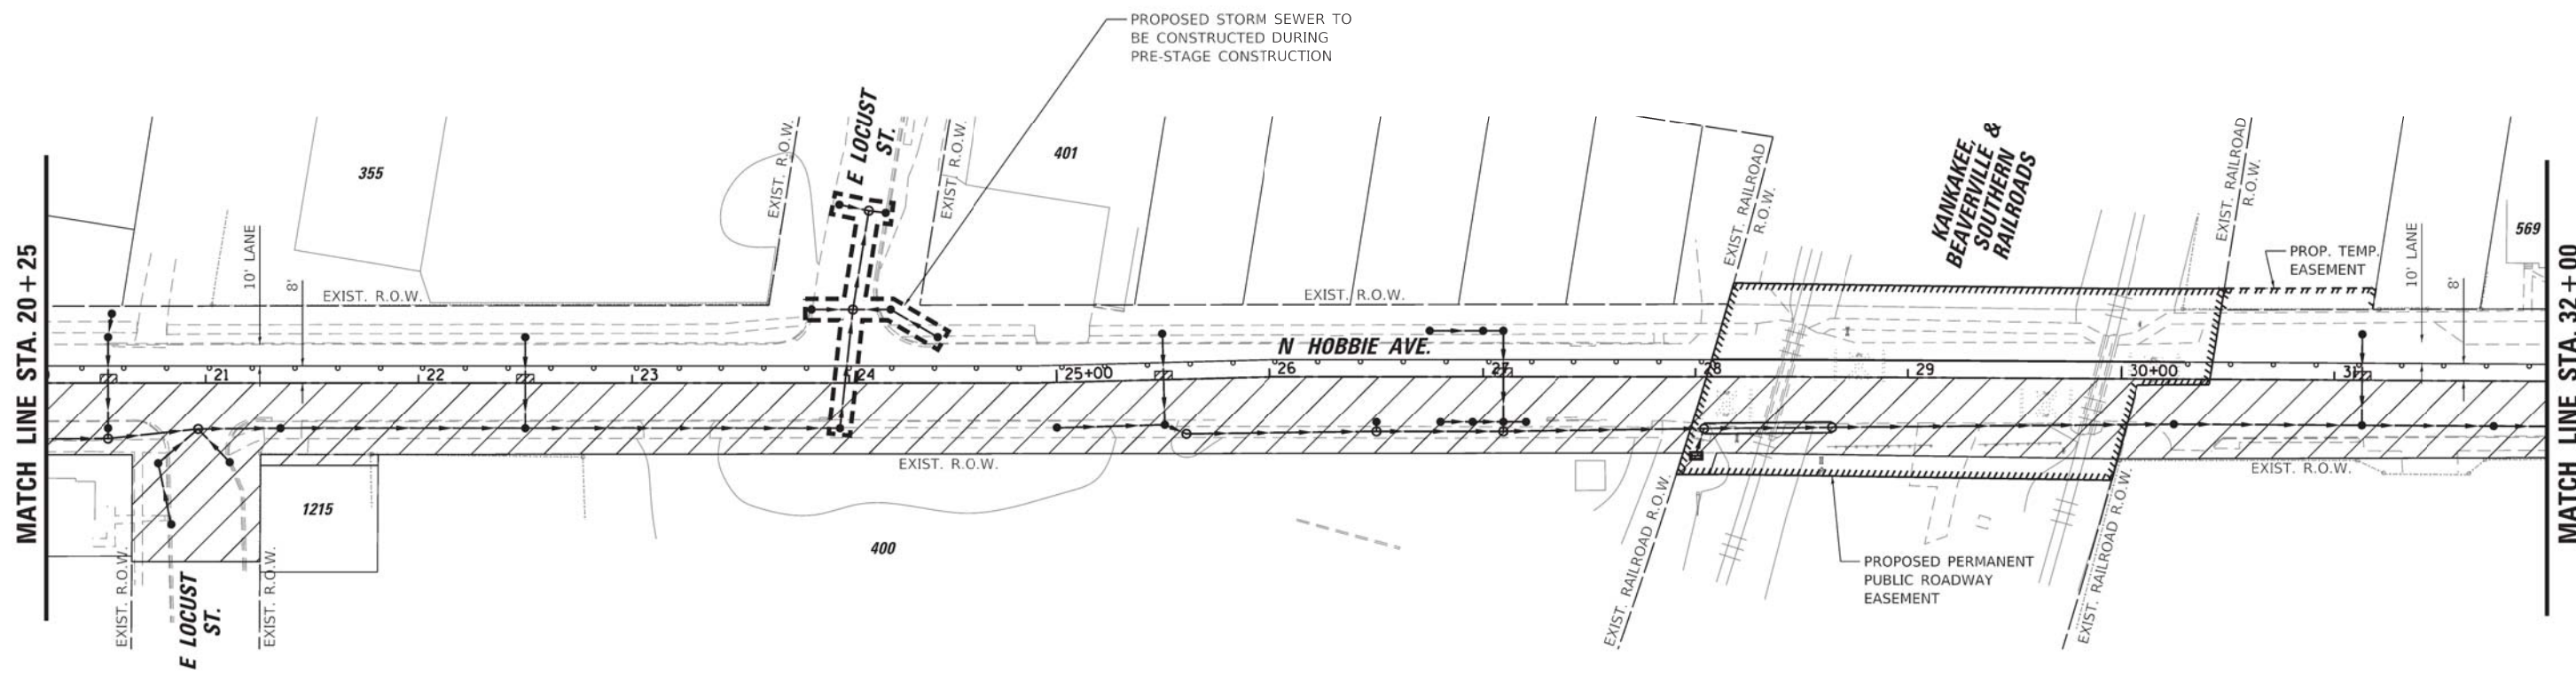 PROPOSED STORM SEWER TO
BE CONSTRUCTED DURING
PRE-STAGE CONSTRUCTION
MATCH LINE STA. 20+25
355
10' LANE
8'
EXIST. R.O.W.
EXIST. R.O.W.
E LOCUST
ST.
EXIST. R.O.W.
401
EXIST. R.O.W.
N HOBBIE AVE.
EXIST. RAILROAD
R.O.W.
KANKAKEE,
BEAVERVILLE &
SOUTHERN
RAILROADS
EXIST. RAILROAD
R.O.W.
PROP. TEMP.
EASEMENT
10' LANE
8'
569
MATCH LINE STA. 32+00
21
22
23
24
25+00
26
27
28
29
30+00
EXIST. R.O.W.
E LOCUST
ST.
EXIST. R.O.W.
1215
EXIST. R.O.W.
400
EXIST. RAILROAD R.O.W.
PROPOSED PERMANENT
PUBLIC ROADWAY
EASEMENT
EXIST. RAILROAD R.O.W.
EXIST. R.O.W.